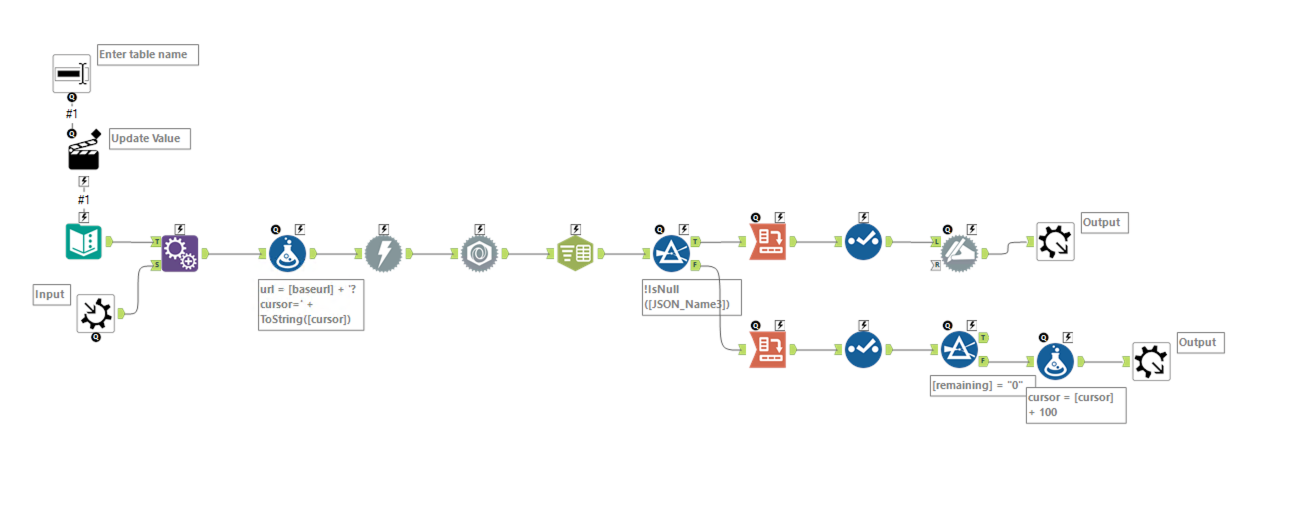 Enter table name
#1
Update Value
#1
Output
T
S
L
R
T
F
Input
url = [baseurl] + '?
cursor=' +
ToString([cursor])
!IsNull
([JSON_Name3])
T
F
Output
[remaining] = "0"
cursor = [cursor]
+ 100